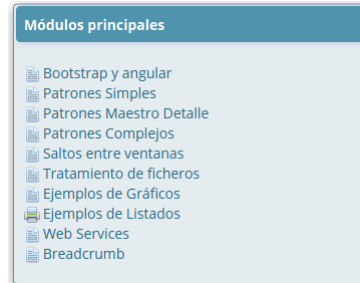 Módulos principales
Bootstrap y angular
Patrones Simples
Patrones Maestro Detalle
Patrones Complejos
Saltos entre ventanas
Tratamiento de ficheros
Ejemplos de Gráficos
Ejemplos de Listados
Web Services
Breadcrumb